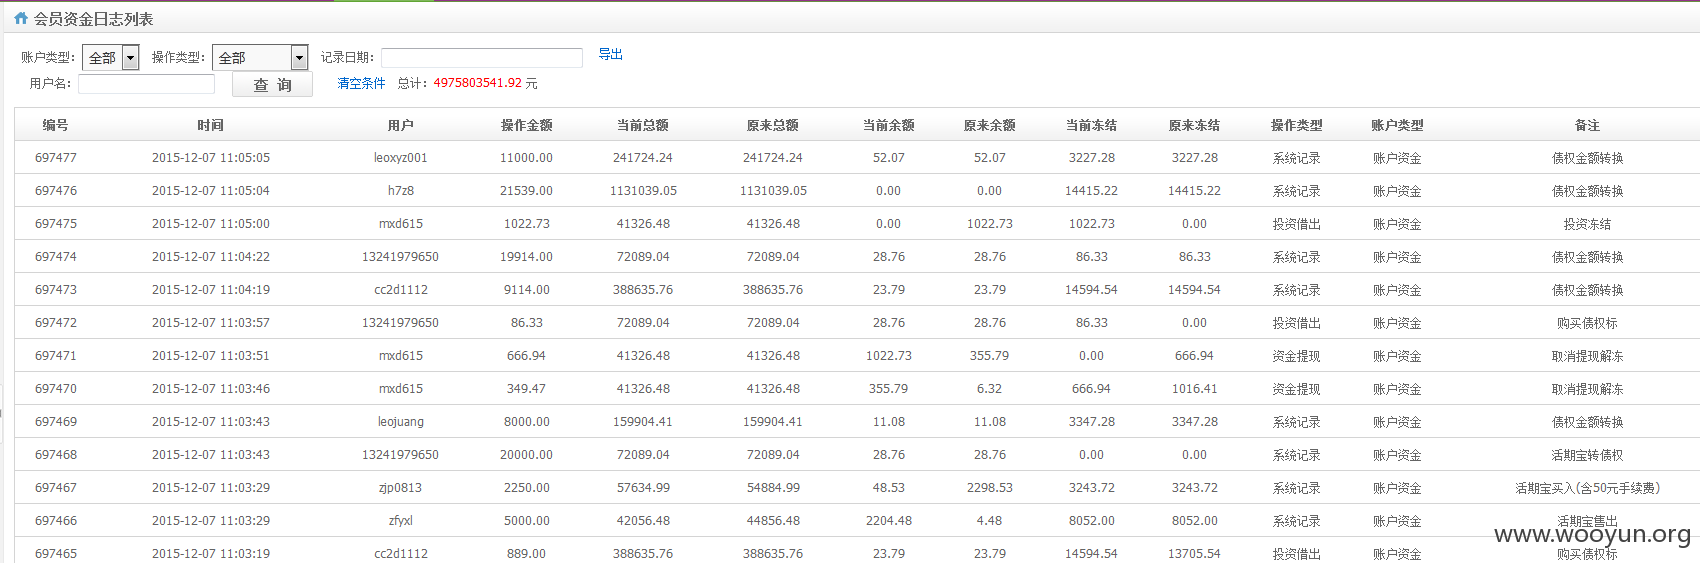 会员资金日志列表
账户类型: 全部 操作类型: 全部 记录日期: 导出
用户名: 查 询 清空条件 总计: 4975803541.92 元
编号 时间 用户 操作金额 当前总额 原来总额 当前余额 原来余额 当前冻结 原来冻结 操作类型 账户类型 备注
697477 2015-12-07 11:05:05 leoxyz001 11000.00 241724.24 241724.24 52.07 52.07 3227.28 3227.28 系统记录 账户资金 债权金额转换
697476 2015-12-07 11:05:04 h7z8 21539.00 1131039.05 1131039.05 0.00 0.00 14415.22 14415.22 系统记录 账户资金 债权金额转换
697475 2015-12-07 11:05:00 mxd615 1022.73 41326.48 41326.48 0.00 1022.73 1022.73 0.00 投资借出 账户资金 投资冻结
697474 2015-12-07 11:04:22 13241979650 19914.00 72089.04 72089.04 28.76 28.76 86.33 86.33 系统记录 账户资金 债权金额转换
697473 2015-12-07 11:04:19 cc2d1112 9114.00 388635.76 388635.76 23.79 23.79 14594.54 14594.54 系统记录 账户资金 债权金额转换
697472 2015-12-07 11:03:57 13241979650 86.33 72089.04 72089.04 28.76 28.76 86.33 0.00 投资借出 账户资金 购买债权标
697471 2015-12-07 11:03:51 mxd615 666.94 41326.48 41326.48 1022.73 355.79 0.00 666.94 资金提现 账户资金 取消提现解冻
697470 2015-12-07 11:03:46 mxd615 349.47 41326.48 41326.48 355.79 6.32 666.94 1016.41 资金提现 账户资金 取消提现解冻
697469 2015-12-07 11:03:43 leojuang 8000.00 159904.41 159904.41 11.08 11.08 3347.28 3347.28 系统记录 账户资金 债权金额转换
697468 2015-12-07 11:03:43 13241979650 20000.00 72089.04 72089.04 28.76 28.76 0.00 0.00 系统记录 账户资金 活期宝转债权
697467 2015-12-07 11:03:29 zjp0813 2250.00 57634.99 54884.99 48.53 2298.53 3243.72 3243.72 系统记录 账户资金 活期宝买入(含50元手续费)
697466 2015-12-07 11:03:29 zfyxl 5000.00 42056.48 44856.48 2204.48 4.48 8052.00 8052.00 系统记录 账户资金 活期宝售出
697465 2015-12-07 11:03:19 cc2d1112 889.00 388635.76 388635.76 23.79 23.79 14594.54 13705.54 投资借出 账户资金 购买债权标
www.wooyun.org